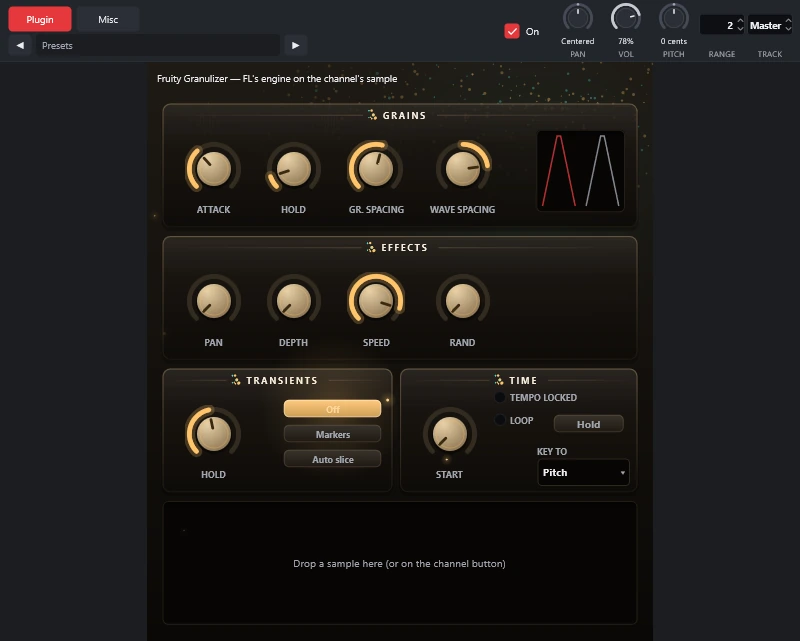 Plugin
Misc
Presets
On
Centered
78%
0 cents
2
Master
PAN
VOL
PITCH
RANGE
TRACK
Fruity Granulizer — FL's engine on the channel's sample
GRAINS
ATTACK
HOLD
GR. SPACING
WAVE SPACING
EFFECTS
PAN
DEPTH
SPEED
RAND
TRANSIENTS
Off
Markers
Auto slice
HOLD
TIME
TEMPO LOCKED
LOOP
Hold
KEY TO
Pitch
START
Drop a sample here (or on the channel button)